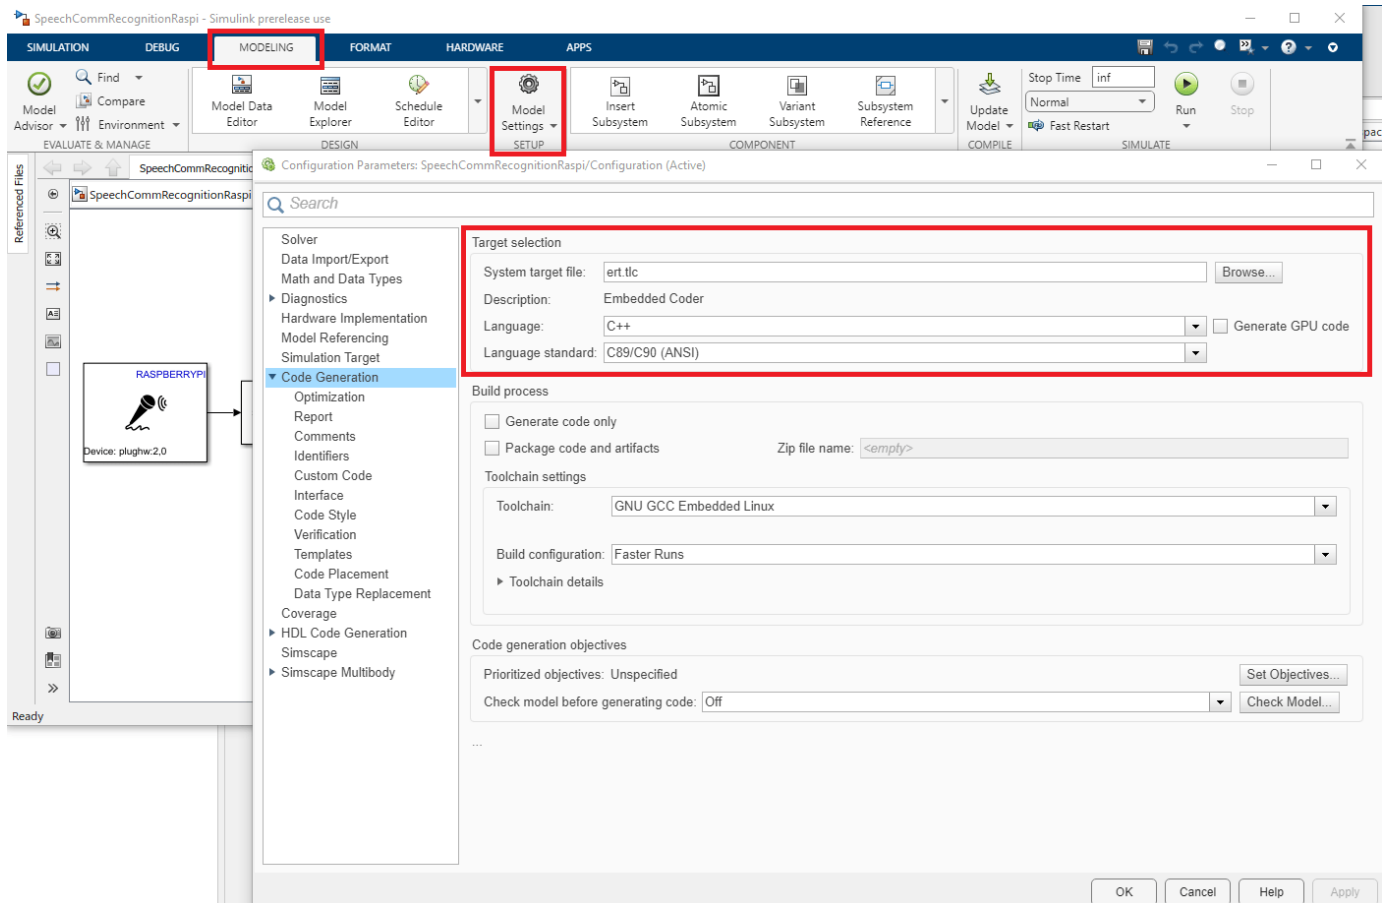 SpeechCommRecognitionRaspi - Simulink prerelease use
SIMULATION DEBUG MODELING FORMAT HARDWARE APPS
Model Advisor
Find
Compare
Environment
EVALUATE & MANAGE
Model Data Editor
Model Explorer
Schedule Editor
DESIGN
Model Settings
SETUP
Insert Subsystem
Atomic Subsystem
Variant Subsystem
Subsystem Reference
COMPONENT
Update Model
COMPILE
Stop Time inf
Normal
Fast Restart
Run
Stop
SIMULATE
pac
Referenced Files
SpeechCommRecognitic
SpeechCommRecognitionRaspi
RASPBERRYPI
Device: plughw:2,0
Ready
Configuration Parameters: SpeechCommRecognitionRaspi/Configuration (Active)
Search
Solver
Data Import/Export
Math and Data Types
Diagnostics
Hardware Implementation
Model Referencing
Simulation Target
Code Generation
Optimization
Report
Comments
Identifiers
Custom Code
Interface
Code Style
Verification
Templates
Code Placement
Data Type Replacement
Coverage
HDL Code Generation
Simscape
Simscape Multibody
Target selection
System target file: ert.tlc Browse...
Description: Embedded Coder
Language: C++ Generate GPU code
Language standard: C89/C90 (ANSI)
Build process
Generate code only
Package code and artifacts Zip file name: <empty>
Toolchain settings
Toolchain: GNU GCC Embedded Linux
Build configuration: Faster Runs
Toolchain details
Code generation objectives
Prioritized objectives: Unspecified Set Objectives...
Check model before generating code: Off Check Model...
...
OK Cancel Help Apply